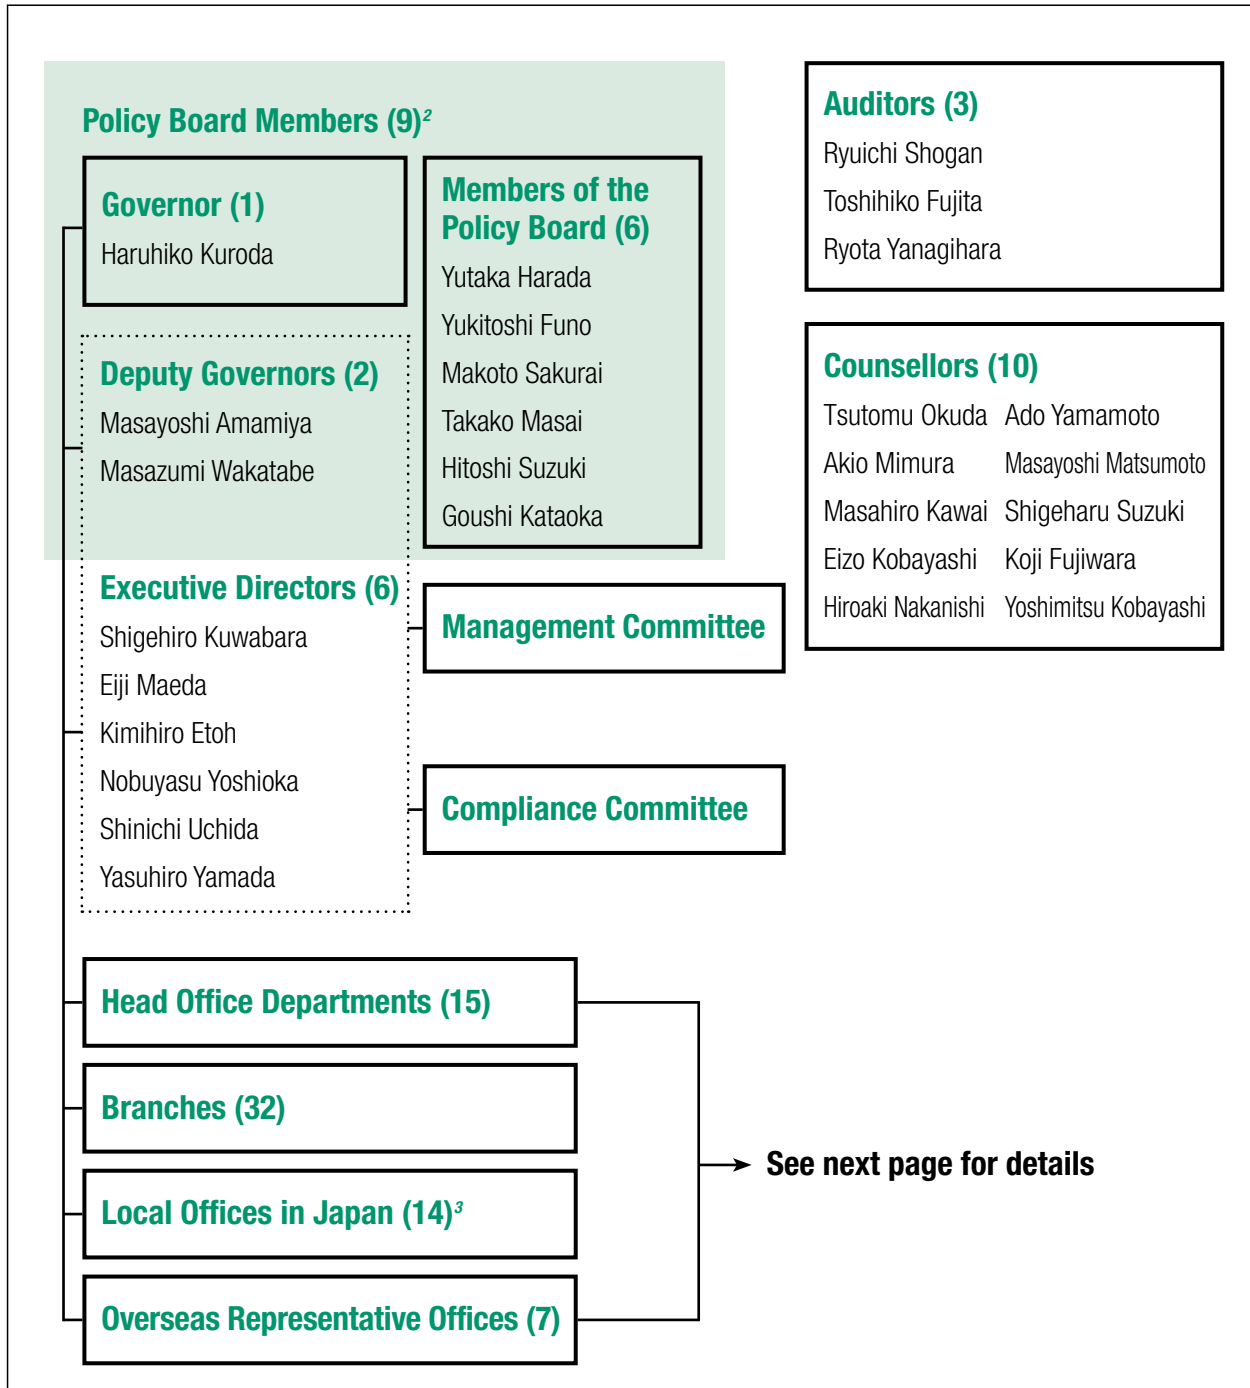 Policy Board Members (9)2
Governor (1)
Haruhiko Kuroda
Deputy Governors (2)
Masayoshi Amamiya
Masazumi Wakatabe
Members of the
Policy Board (6)
Yutaka Harada
Yukitoshi Funo
Makoto Sakurai
Takako Masai
Hitoshi Suzuki
Goushi Kataoka
Executive Directors (6)
Shigehiro Kuwabara
Eiji Maeda
Kimihiro Etoh
Nobuyasu Yoshioka
Shinichi Uchida
Yasuhiro Yamada
Management Committee
Compliance Committee
Auditors (3)
Ryuichi Shogan
Toshihiko Fujita
Ryota Yanagihara
Counsellors (10)
Tsutomu Okuda Ado Yamamoto
Akio Mimura Masayoshi Matsumoto
Masahiro Kawai Shigeharu Suzuki
Eizo Kobayashi Koji Fujiwara
Hiroaki Nakanishi Yoshimitsu Kobayashi
Head Office Departments (15)
Branches (32)
Local Offices in Japan (14)3
Overseas Representative Offices (7)
See next page for details